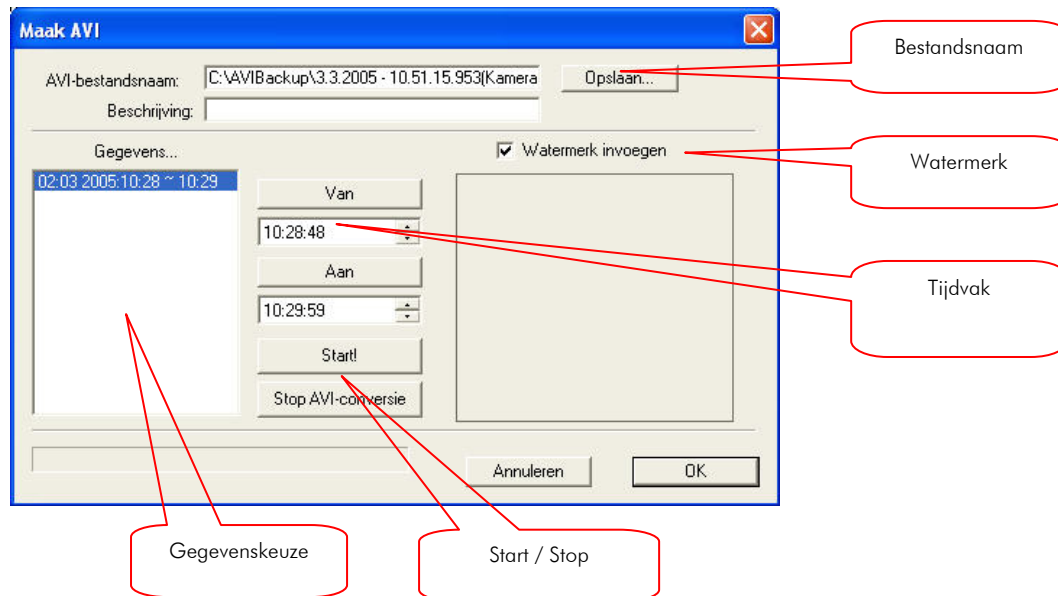 Maak AVI
AVI-bestandsnaam:
C:\AVIBackup\3.3.2005 - 10.51.15.953(Kamera
Opslaan...
Bestandsnaam
Beschrijving:
Gegevens...
Watermerk invoegen
Watermerk
02:03 2005:10:28 ~ 10:29
Van
10:28:48
Aan
Tijdvak
10:29:59
Start!
Stop AVI-conversie
Annuleren
OK
Gegevenskeuze
Start / Stop